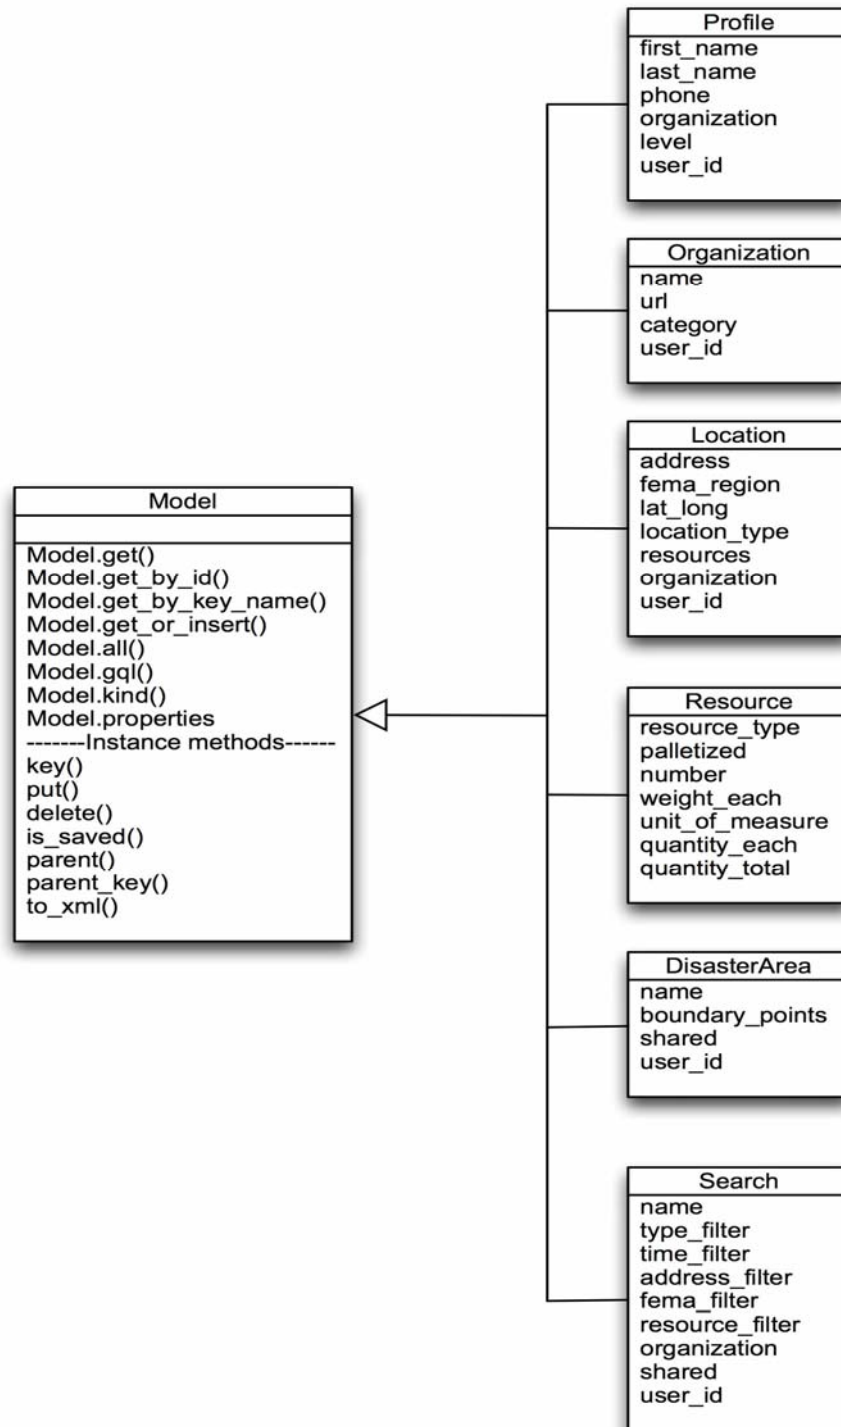 Profile
first_name
last_name
phone
organization
level
user_id
Organization
name
url
category
user_id
Location
address
fema_region
lat_long
location_type
resources
organization
user_id
Model
Model.get()
Model.get_by_id()
Model.get_by_key_name()
Model.get_or_insert()
Model.all()
Model.gql()
Model.kind()
Model.properties
-------Instance methods------
key()
put()
delete()
is_saved()
parent()
parent_key()
to_xml()
Resource
resource_type
palletized
number
weight_each
unit_of_measure
quantity_each
quantity_total
DisasterArea
name
boundary_points
shared
user_id
Search
name
type_filter
time_filter
address_filter
fema_filter
resource_filter
organization
shared
user_id